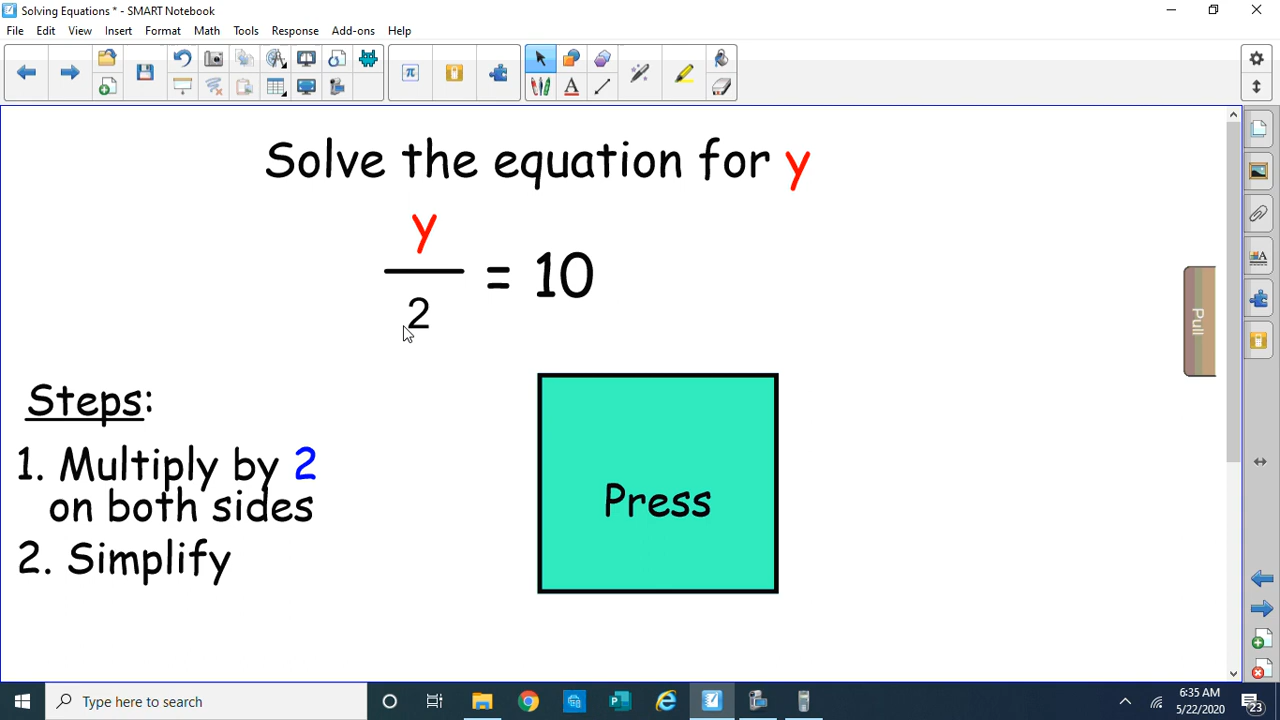 Solving Equations * - SMART Notebook
File Edit View Insert Format Math Tools Response Add-ons Help
Solve the equation for y
y
2
= 10
Pull
Steps:
1. Multiply by 2
on both sides
2. Simplify
Press
Type here to search
6:35 AM
5/22/2020
23